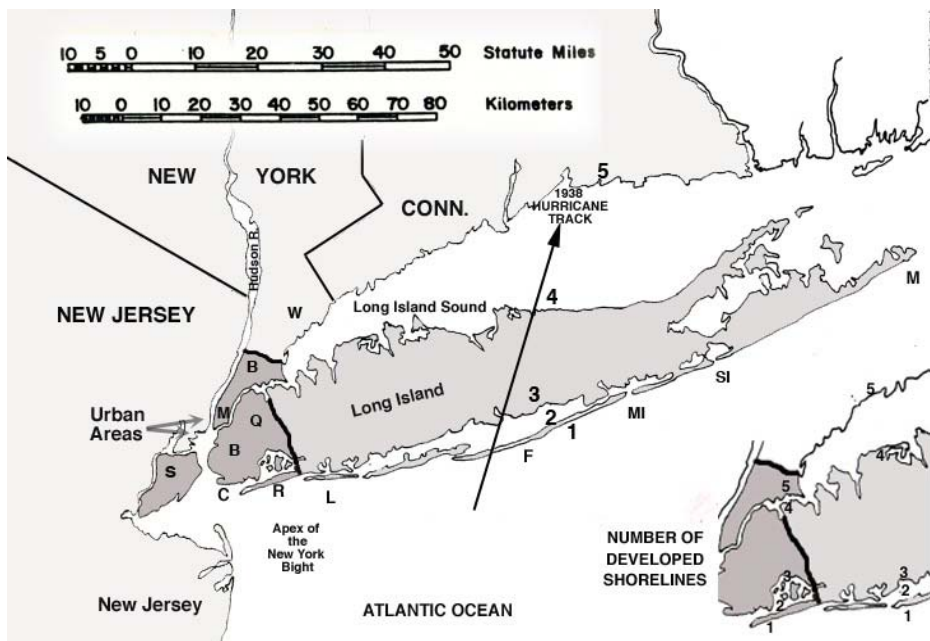 10 5 0 10 20 30 40 50 Statute Miles
10 0 10 20 30 40 50 60 70 80 Kilometers
NEW YORK
CONN.
5
1938
HURRICANE
TRACK
Hudson R.
NEW JERSEY
W
Long Island Sound
4
M
B
Long Island
3
2
1
SI
MI
F
Urban
Areas
M
Q
B
S
C
R
L
Apex of
the
New York
Bight
New Jersey
ATLANTIC OCEAN
NUMBER OF
DEVELOPED
SHORELINES
5
4
5
4
3
2
1
3
2
1